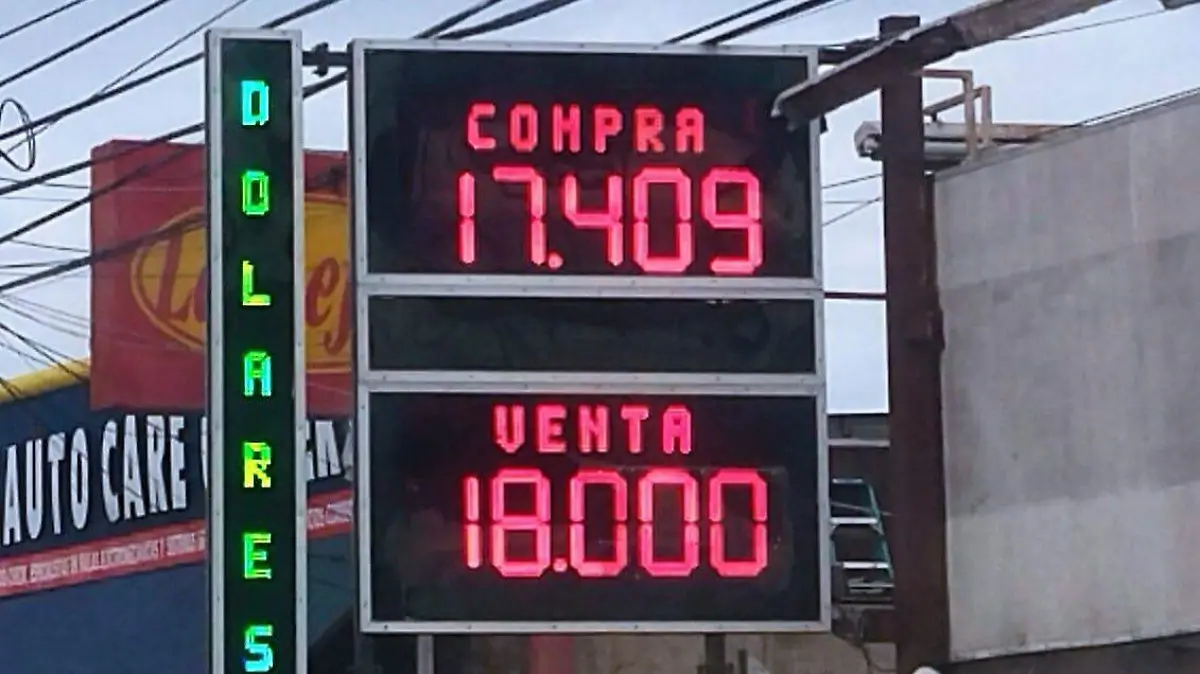 DOLARES
COMPRA
17.409
VENTA
18.000
AUTO CARE